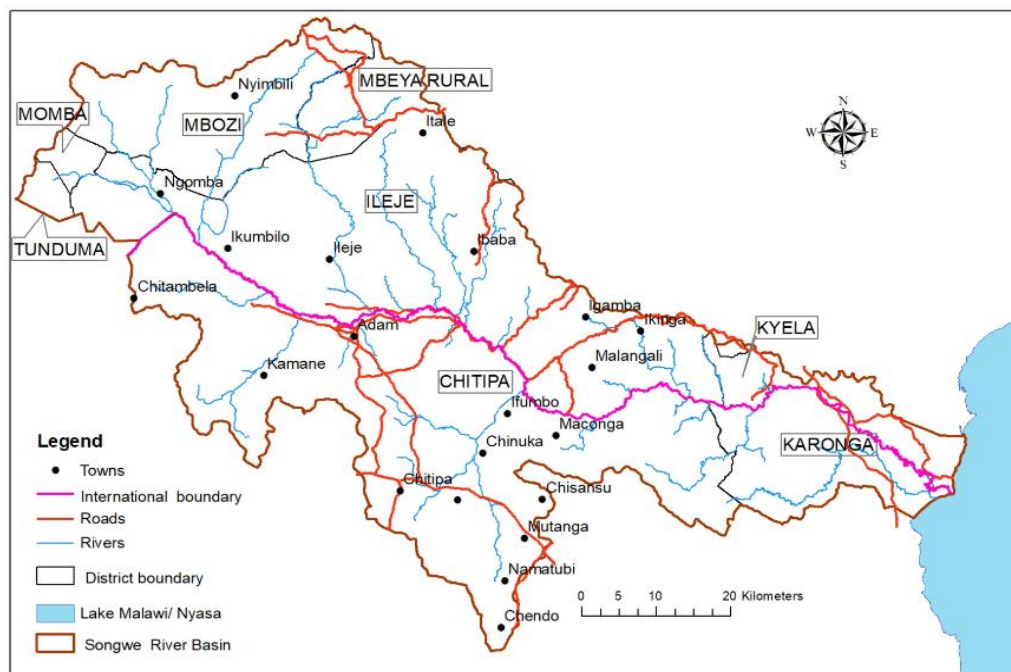 Nyimbili
MBEYA RURAL
MOMBA
MBOZI
Itale
N
W E
S
Ngomba
ILEJE
TUNDUMA
Ikumbilo
Ileje
Ibaba
Chitambela
Igamba
Ikinga
KYELA
Adam
Malangali
Kamane
CHITIPA
Ifumbo
Maconga
KARONGA
Chinuka
Chitipa
Chisansu
Mutanga
Namatubi
Chendo
Legend
Towns
International boundary
Roads
Rivers
District boundary
Lake Malawi/ Nyasa
Songwe River Basin
0 5 10 20 Kilometers